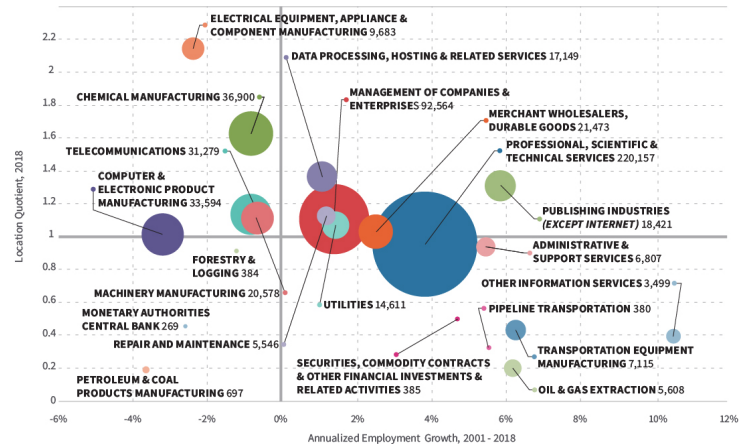 ELECTRICAL EQUIPMENT, APPLIANCE &
COMPONENT MANUFACTURING 9,683
DATA PROCESSING, HOSTING & RELATED SERVICES 17,149
CHEMICAL MANUFACTURING 36,900
MANAGEMENT OF COMPANIES &
ENTERPRISES 92,564
MERCHANT WHOLESALERS,
DURABLE GOODS 21,473
TELECOMMUNICATIONS 31,279
PROFESSIONAL, SCIENTIFIC &
TECHNICAL SERVICES 220,157
COMPUTER &
ELECTRONIC PRODUCT
MANUFACTURING 33,594
PUBLISHING INDUSTRIES
(EXCEPT INTERNET) 18,421
ADMINISTRATIVE &
SUPPORT SERVICES 6,807
FORESTRY &
LOGGING 384
OTHER INFORMATION SERVICES 3,499
MACHINERY MANUFACTURING 20,578
UTILITIES 14,611
PIPELINE TRANSPORTATION 380
MONETARY AUTHORITIES
CENTRAL BANK 269
REPAIR AND MAINTENANCE 5,546
TRANSPORTATION EQUIPMENT
MANUFACTURING 7,115
SECURITIES, COMMODITY CONTRACTS
& OTHER FINANCIAL INVESTMENTS &
RELATED ACTIVITIES 385
PETROLEUM & COAL
PRODUCTS MANUFACTURING 697
OIL & GAS EXTRACTION 5,608
Location Quotient, 2018
2.2
2
1.8
1.6
1.4
1.2
1
0.8
0.6
0.4
0.2
0
-6%
-4%
-2%
0%
2%
4%
6%
8%
10%
12%
Annualized Employment Growth, 2001 - 2018